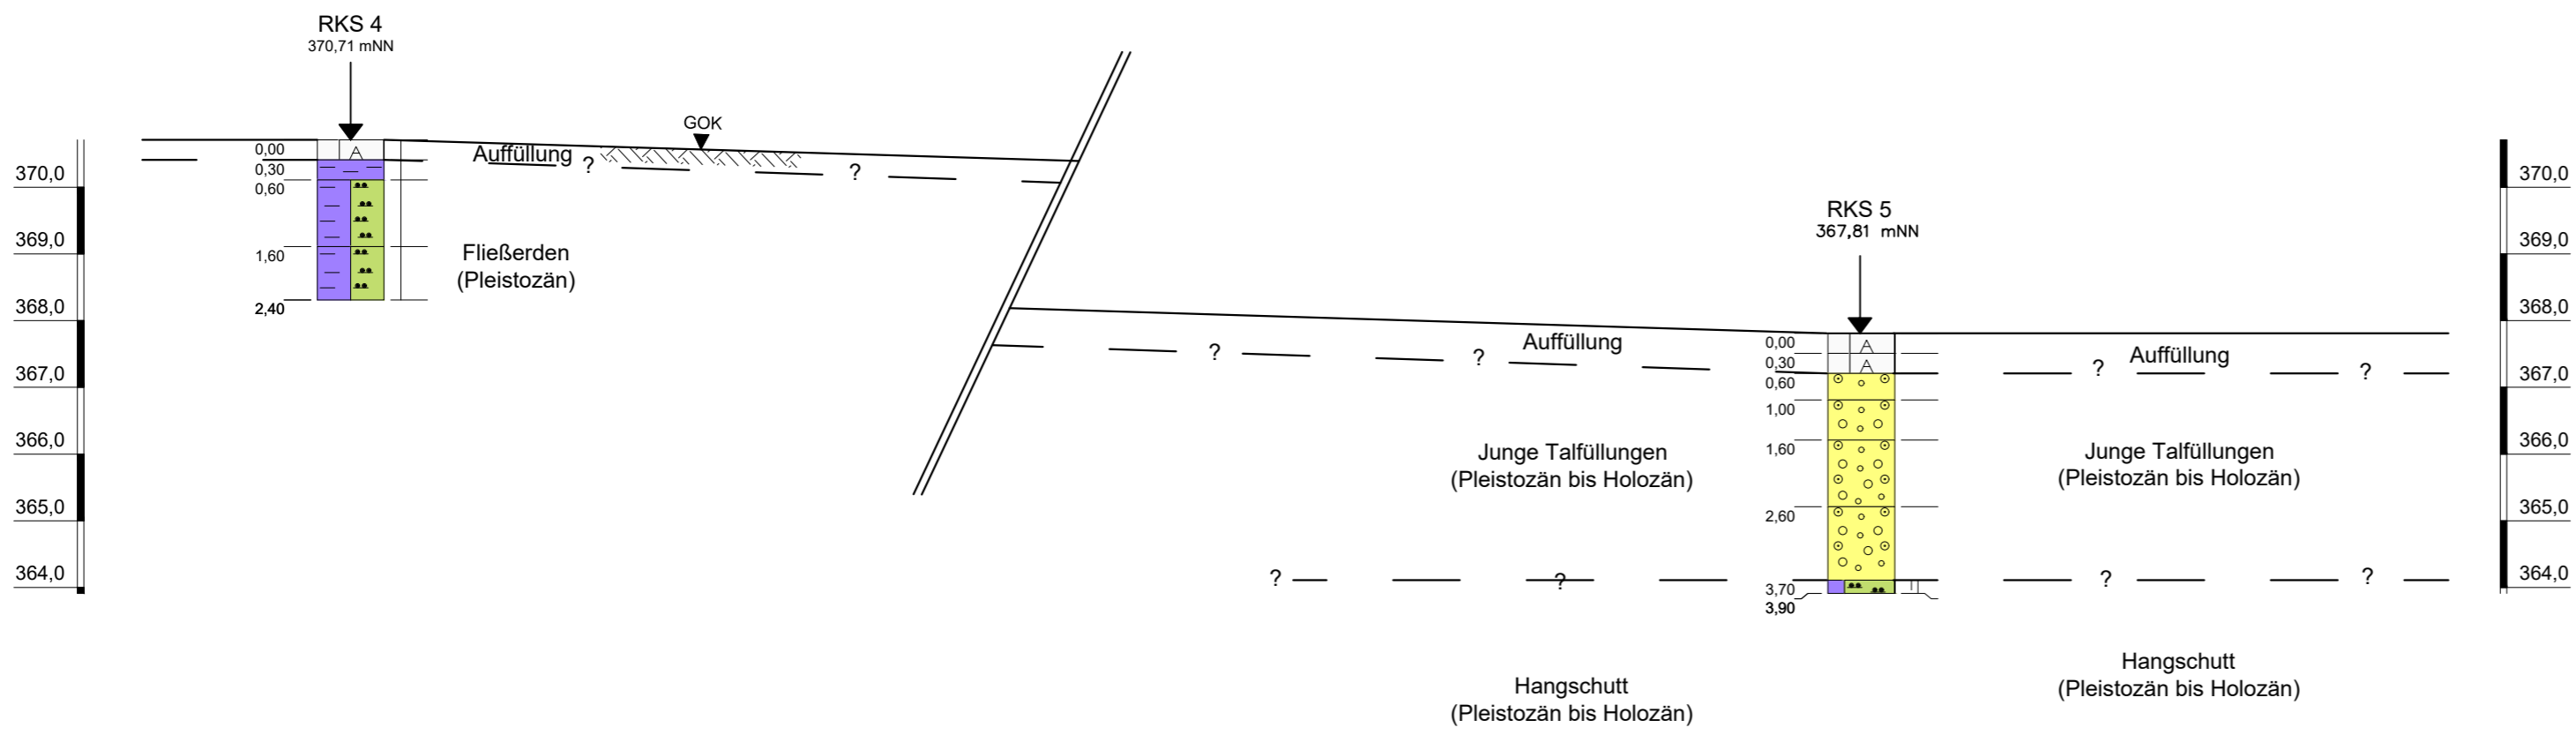 RKS 4
370,71 mNN
GOK
Auffüllung
?
?
0,00
0,30
0,60
1,60
2,40
A
Fließerden
(Pleistozän)
370,0
369,0
368,0
367,0
366,0
365,0
364,0
RKS 5
367,81 mNN
Auffüllung
?
?
0,00
0,30
0,60
1,00
1,60
2,60
3,70
3,90
A
A
Auffüllung
?
?
Junge Talfüllungen
(Pleistozän bis Holozän)
Junge Talfüllungen
(Pleistozän bis Holozän)
?
?
?
?
Hangschutt
(Pleistozän bis Holozän)
Hangschutt
(Pleistozän bis Holozän)
370,0
369,0
368,0
367,0
366,0
365,0
364,0